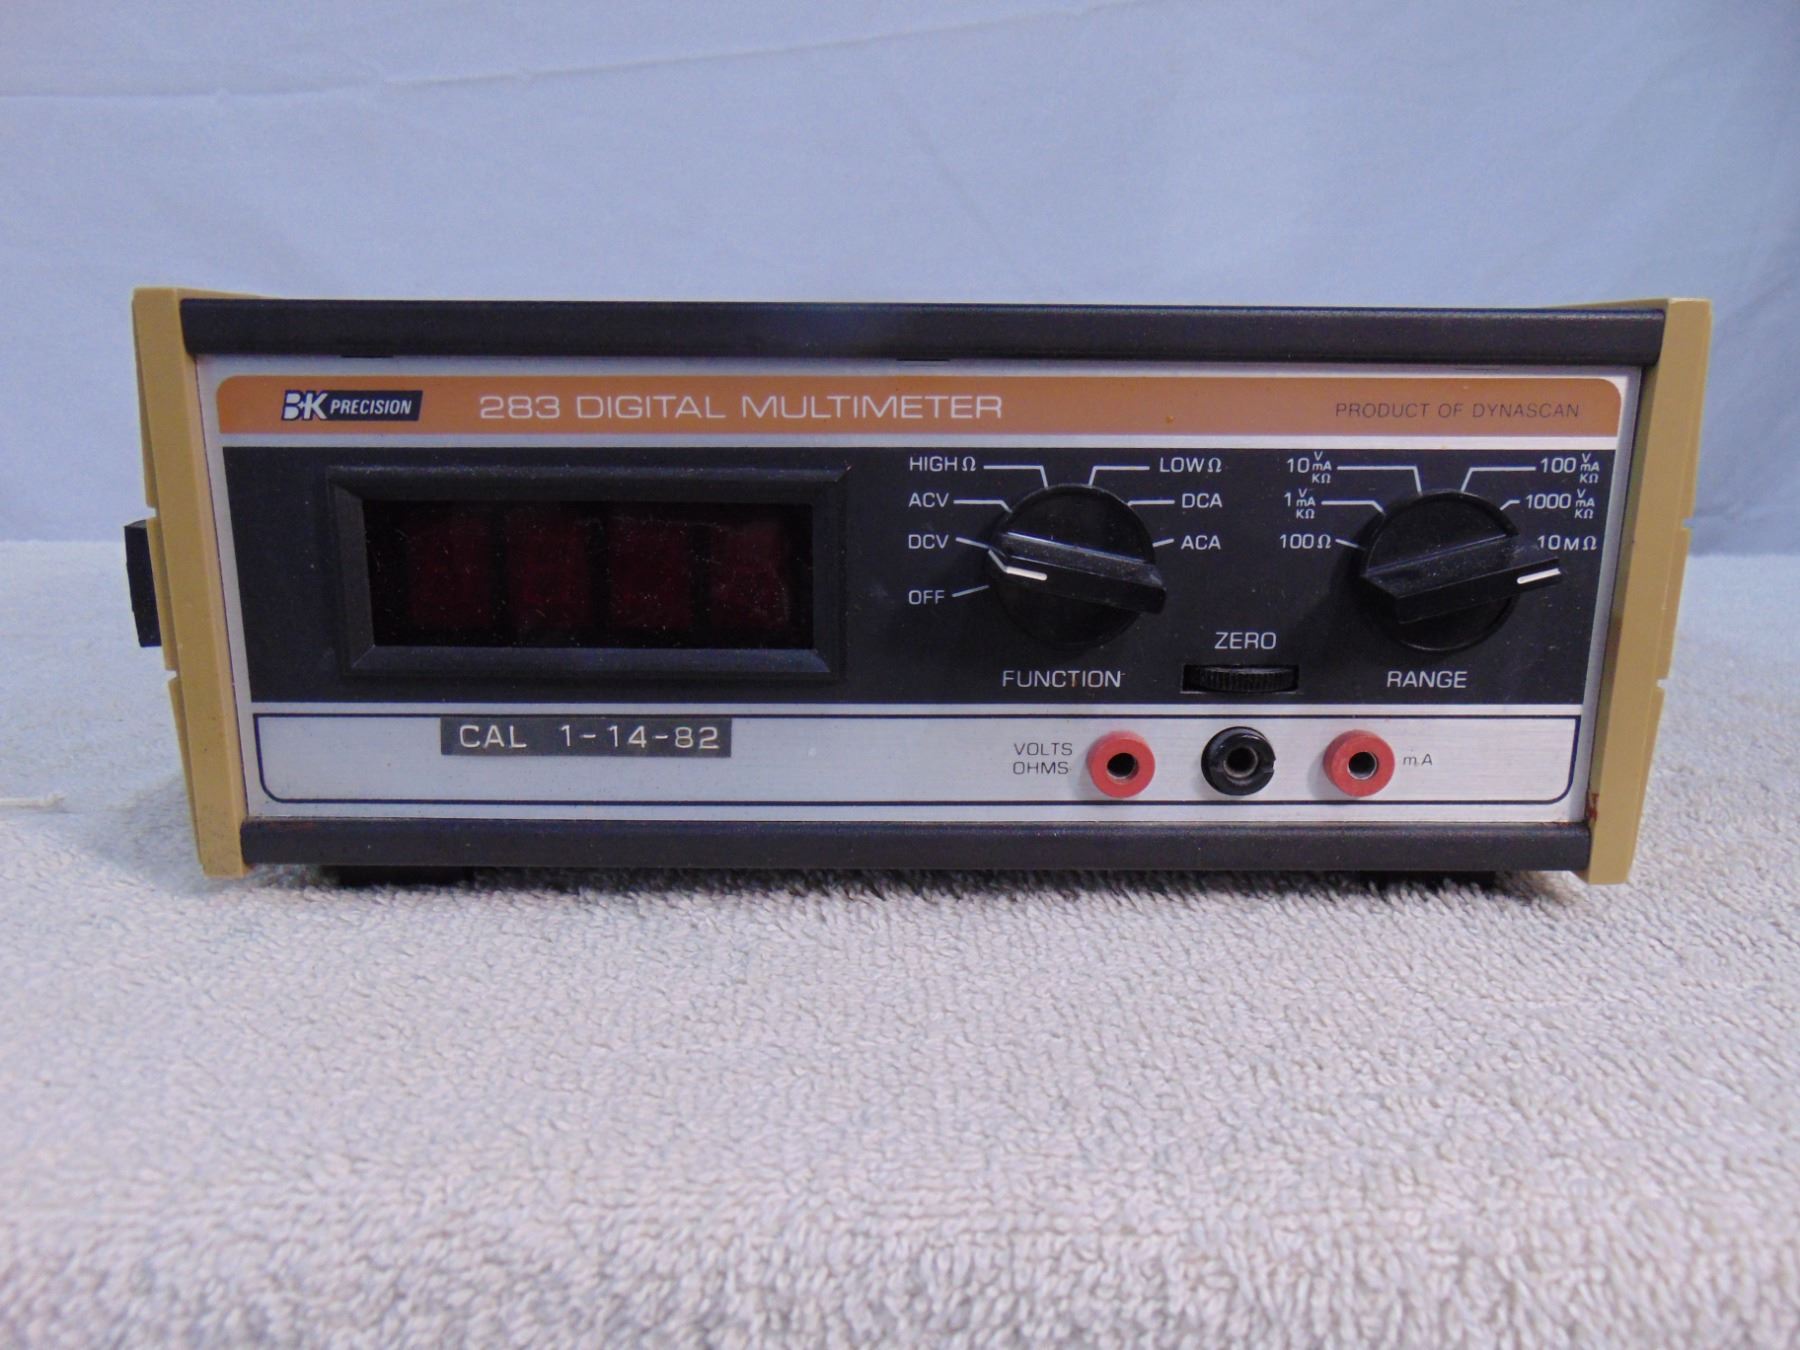 B+K PRECISION 283 DIGITAL MULTIMETER PRODUCT OF DYNASCAN
HIGH Ω LOW Ω
ACV DCA
DCV ACA
OFF
FUNCTION
ZERO
10 V mA KΩ 100 V mA KΩ
1 V mA KΩ 1000 V mA KΩ
100 Ω 10 MΩ
RANGE
CAL 1-14-82
VOLTS
OHMS
mA